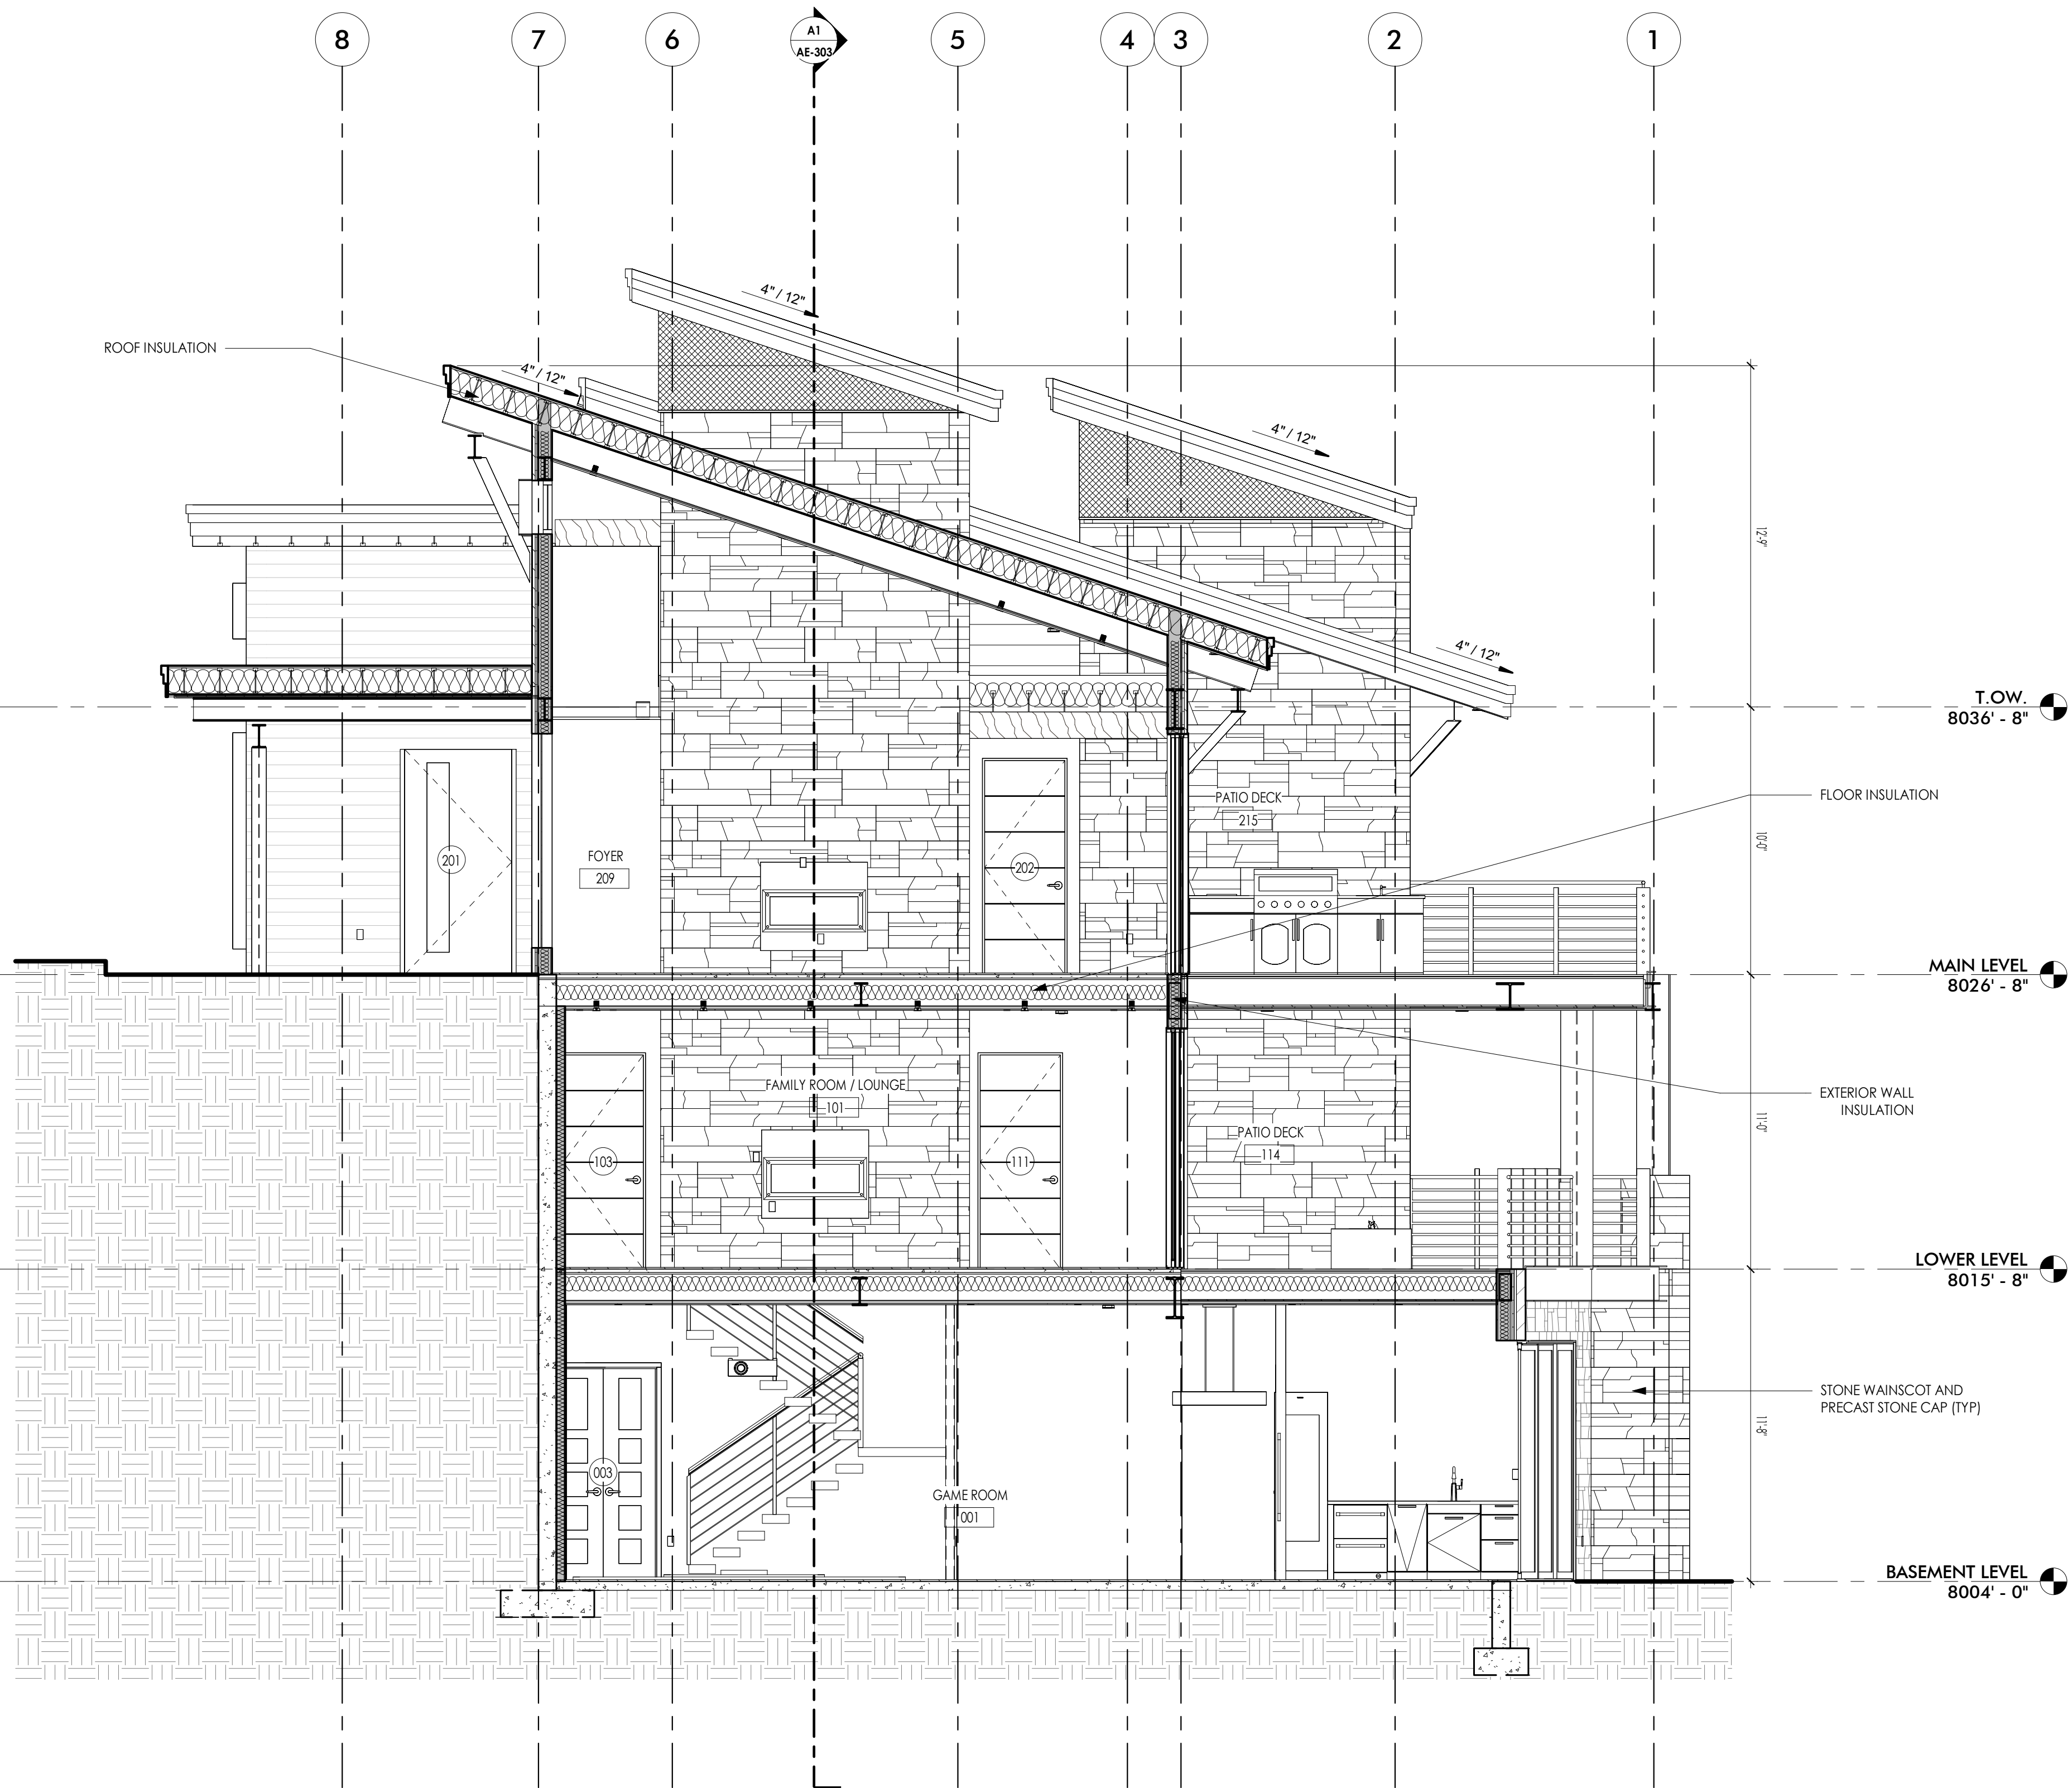 8
7
6
A1
AE-303
5
4
3
2
1
4" / 12"
ROOF INSULATION
4" / 12"
4" / 12"
12'-9"
4" / 12"
T.OW.
8036' - 8"
FLOOR INSULATION
PATIO DECK
215
10'-0"
201
FOYER
209
202
MAIN LEVEL
8026' - 8"
FAMILY ROOM / LOUNGE
101
EXTERIOR WALL
INSULATION
11'-0"
PATIO DECK
114
103
111
LOWER LEVEL
8015' - 8"
STONE WAINSCOT AND
PRECAST STONE CAP (TYP)
11'-8"
003
GAME ROOM
001
BASEMENT LEVEL
8004' - 0"